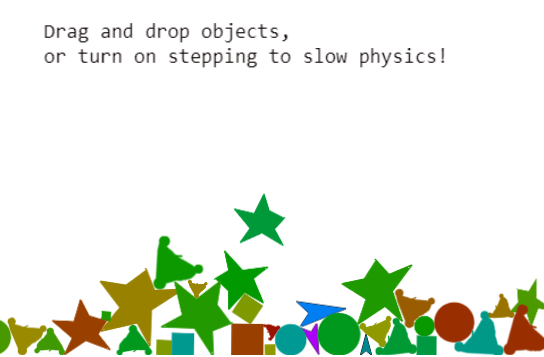 Drag and drop objects,
or turn on stepping to slow physics!